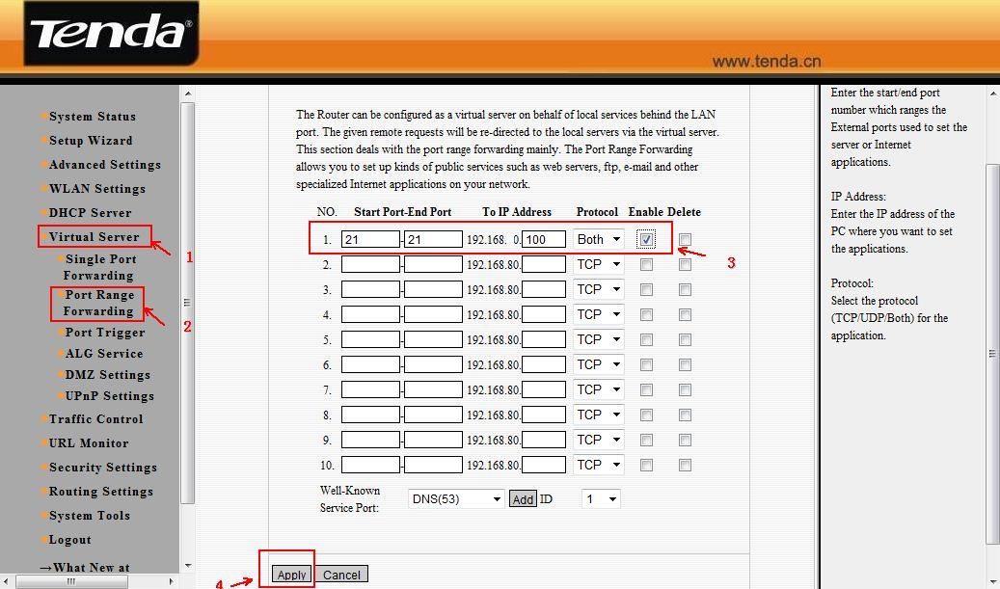 Tenda®
www.tenda.cn
System Status
Setup Wizard
Advanced Settings
WLAN Settings
DHCP Server
Virtual Server
1
Single Port
Forwarding
Port Range
Forwarding
2
Port Trigger
ALG Service
DMZ Settings
UPnP Settings
Traffic Control
URL Monitor
Security Settings
Routing Settings
System Tools
Logout
→What New at
The Router can be configured as a virtual server on behalf of local services behind the LAN
port. The given remote requests will be re-directed to the local servers via the virtual server.
This section deals with the port range forwarding mainly. The Port Range Forwarding
allows you to set up kinds of public services such as web servers, ftp, e-mail and other
specialized Internet applications on your network.
NO. Start Port-End Port To IP Address Protocol Enable Delete
1. 21-21 192.168. 0.100 Both
3
2. - 192.168.80. TCP
3. - 192.168.80. TCP
4. - 192.168.80. TCP
5. - 192.168.80. TCP
6. - 192.168.80. TCP
7. - 192.168.80. TCP
8. - 192.168.80. TCP
9. - 192.168.80. TCP
10. - 192.168.80. TCP
Well-Known
Service Port: DNS(53) Add ID 1
4
Apply Cancel
Enter the start/end port
number which ranges the
External ports used to set the
server or Internet
applications.
IP Address:
Enter the IP address of the
PC where you want to set
the applications.
Protocol:
Select the protocol
(TCP/UDP/Both) for the
application.